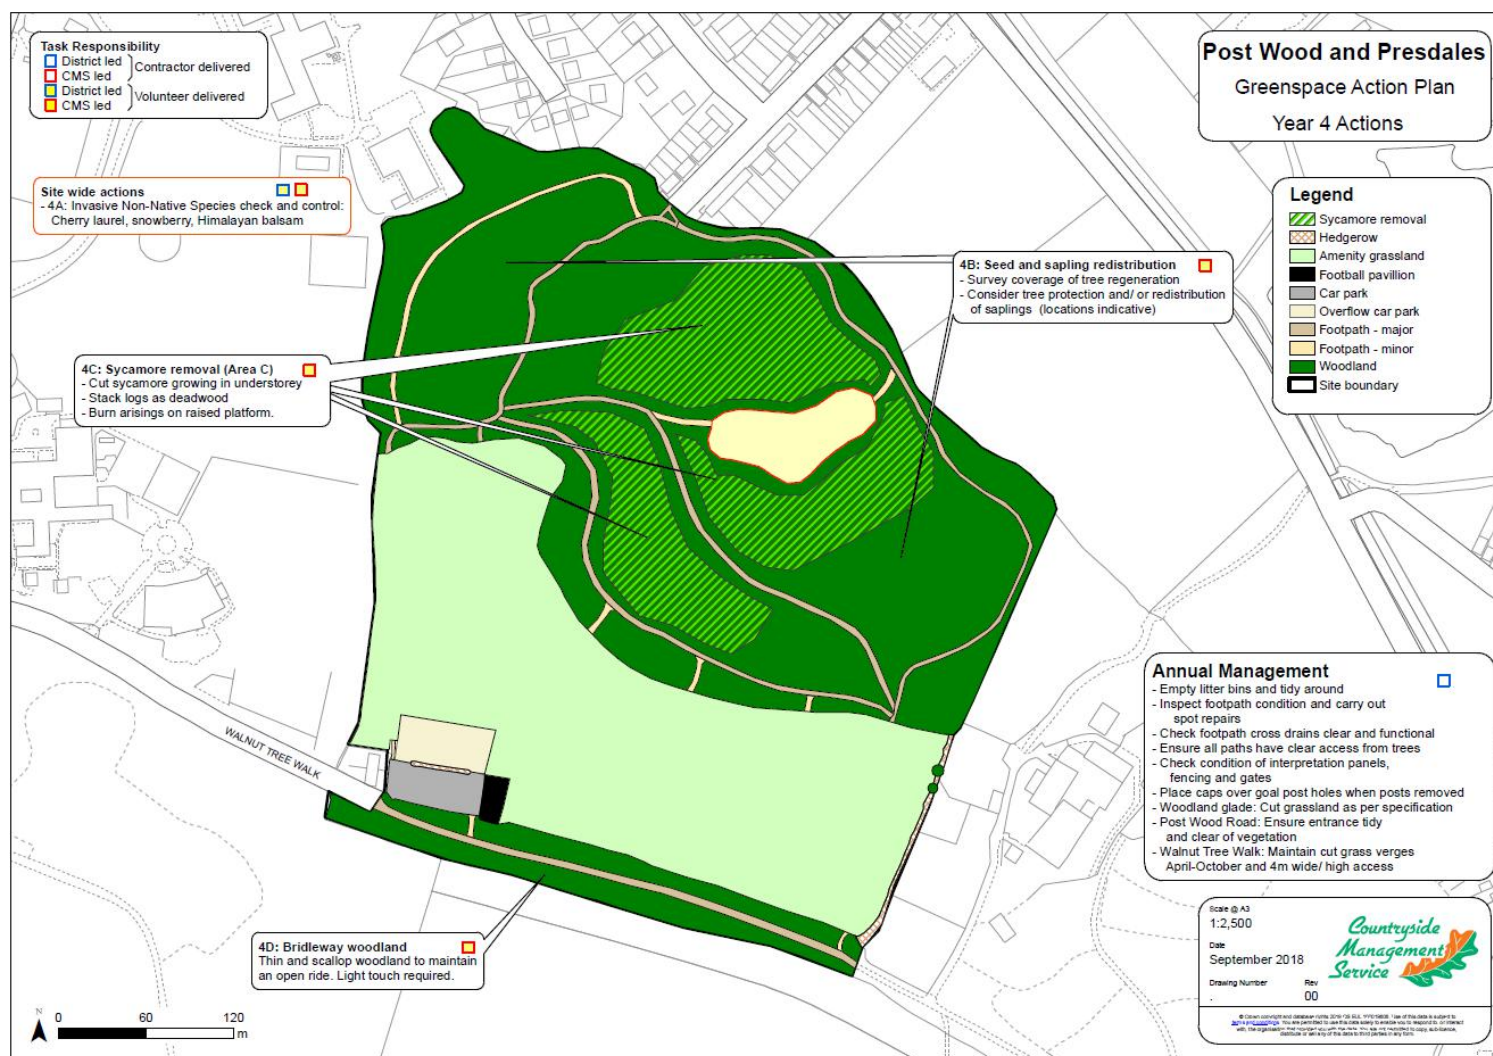 Task Responsibility
District led
CMS led
Contractor delivered
District led
CMS led
Volunteer delivered
Site wide actions
- 4A: Invasive Non-Native Species check and control:
Cherry laurel, snowberry, Himalayan balsam
Post Wood and Presdales
Greenspace Action Plan
Year 4 Actions
Legend
Sycamore removal
Hedgerow
Amenity grassland
Football pavillion
Car park
Overflow car park
Footpath - major
Footpath - minor
Woodland
Site boundary
4B: Seed and sapling redistribution
- Survey coverage of tree regeneration
- Consider tree protection and/ or redistribution
of saplings (locations indicative)
4C: Sycamore removal (Area C)
- Cut sycamore growing in understorey
- Stack logs as deadwood
- Burn arisings on raised platform.
WALNUT TREE WALK
Annual Management
- Empty litter bins and tidy around
- Inspect footpath condition and carry out
spot repairs
- Check footpath cross drains clear and functional
- Ensure all paths have clear access from trees
- Check condition of interpretation panels,
fencing and gates
- Place caps over goal post holes when posts removed
- Woodland glade: Cut grassland as per specification
- Post Wood Road: Ensure entrance tidy
and clear of vegetation
- Walnut Tree Walk: Maintain cut grass verges
April-October and 4m wide/ high access
4D: Bridleway woodland
Thin and scallop woodland to maintain
an open ride. Light touch required.
N
0 60 120
m
Scale @ A3
1:2,500
Date
September 2018
Drawing Number Rev
. 00
Countryside
Management
Service